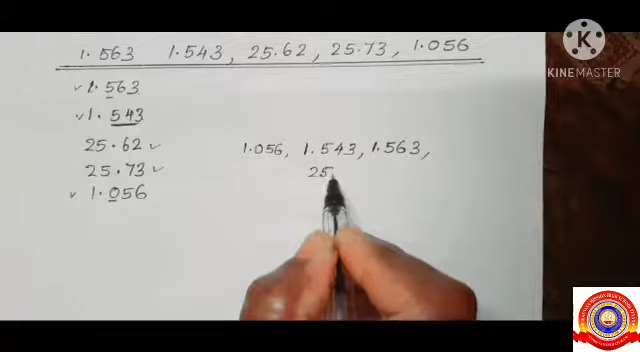 1.563 1.543, 25.62, 25.73, 1.056
✓ 1.563
✓ 1.543
25.62 ✓
25.73 ✓
✓ 1.056
1.056, 1.543, 1.563,
25
K
KINEMASTER